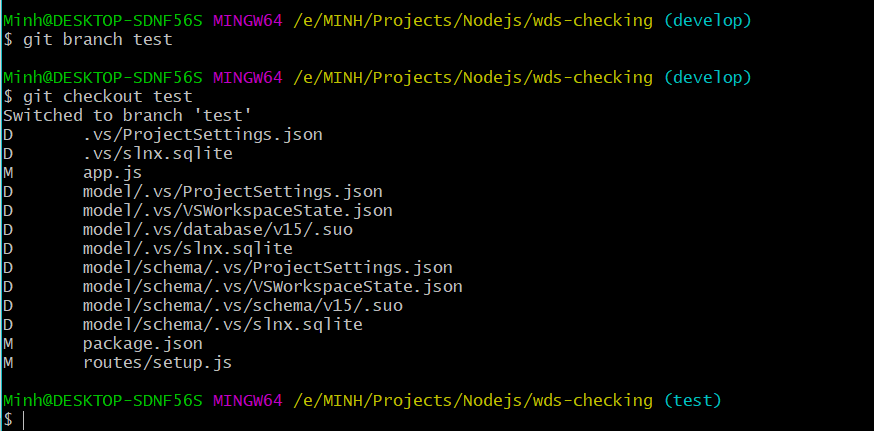 Minh@DESKTOP-SDNF56S MINGW64 /e/MINH/Projects/Nodejs/wds-checking (develop)
$ git branch test
Minh@DESKTOP-SDNF56S MINGW64 /e/MINH/Projects/Nodejs/wds-checking (develop)
$ git checkout test
Switched to branch 'test'
D       .vs/ProjectSettings.json
D       .vs/slnx.sqlite
M       app.js
D       model/.vs/ProjectSettings.json
D       model/.vs/VSWorkspaceState.json
D       model/.vs/database/v15/.suo
D       model/.vs/slnx.sqlite
D       model/schema/.vs/ProjectSettings.json
D       model/schema/.vs/VSWorkspaceState.json
D       model/schema/.vs/schema/v15/.suo
D       model/schema/.vs/slnx.sqlite
M       package.json
M       routes/setup.js
Minh@DESKTOP-SDNF56S MINGW64 /e/MINH/Projects/Nodejs/wds-checking (test)
$